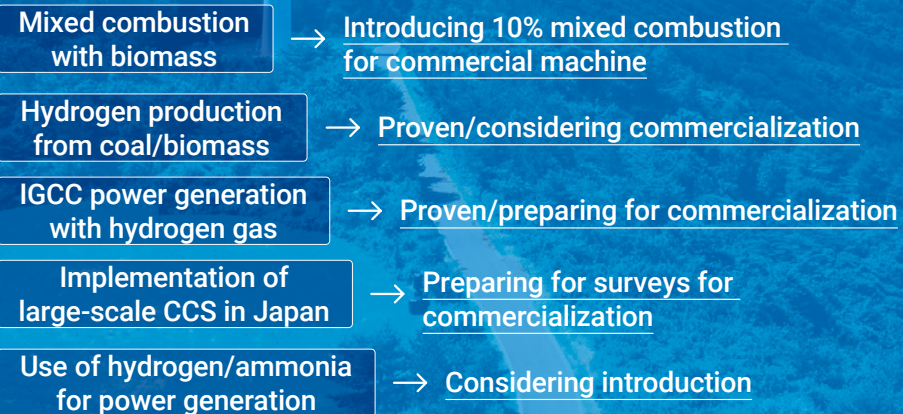 Mixed combustion
with biomass
→ Introducing 10% mixed combustion
for commercial machine
Hydrogen production
from coal/biomass
→ Proven/considering commercialization
IGCC power generation
with hydrogen gas
→ Proven/preparing for commercialization
Implementation of
large-scale CCS in Japan
→ Preparing for surveys for
commercialization
Use of hydrogen/ammonia
for power generation
→ Considering introduction